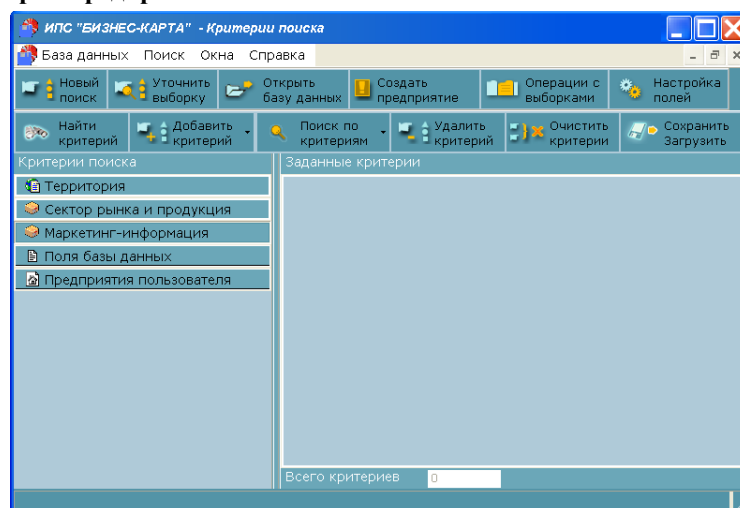 ИПС "БИЗНЕС-КАРТА" - Критерии поиска
База данных Поиск Окна Справка
Новый поиск
Уточнить выборку
Открыть базу данных
Создать предприятие
Операции с выборками
Настройка полей
Найти критерий
Добавить критерий
Поиск по критериям
Удалить критерий
Очистить критерии
Сохранить Загрузить
Критерии поиска
Заданные критерии
Территория
Сектор рынка и продукция
Маркетинг-информация
Поля базы данных
Предприятия пользователя
Всего критериев 0